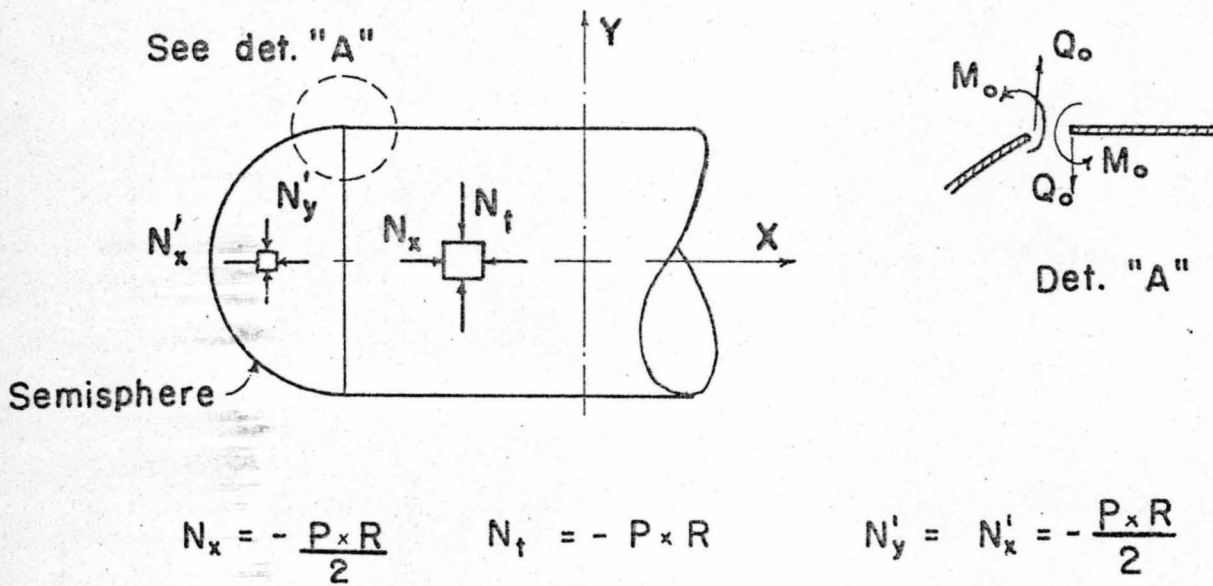 See det. "A"
Y
Q₀
M₀
M₀
Q₀
N'y
Nt
N'x
Nx
X
Det. "A"
Semisphere
Nx = - P × R / 2
Nt = - P × R
N'y = N'x = - P × R / 2